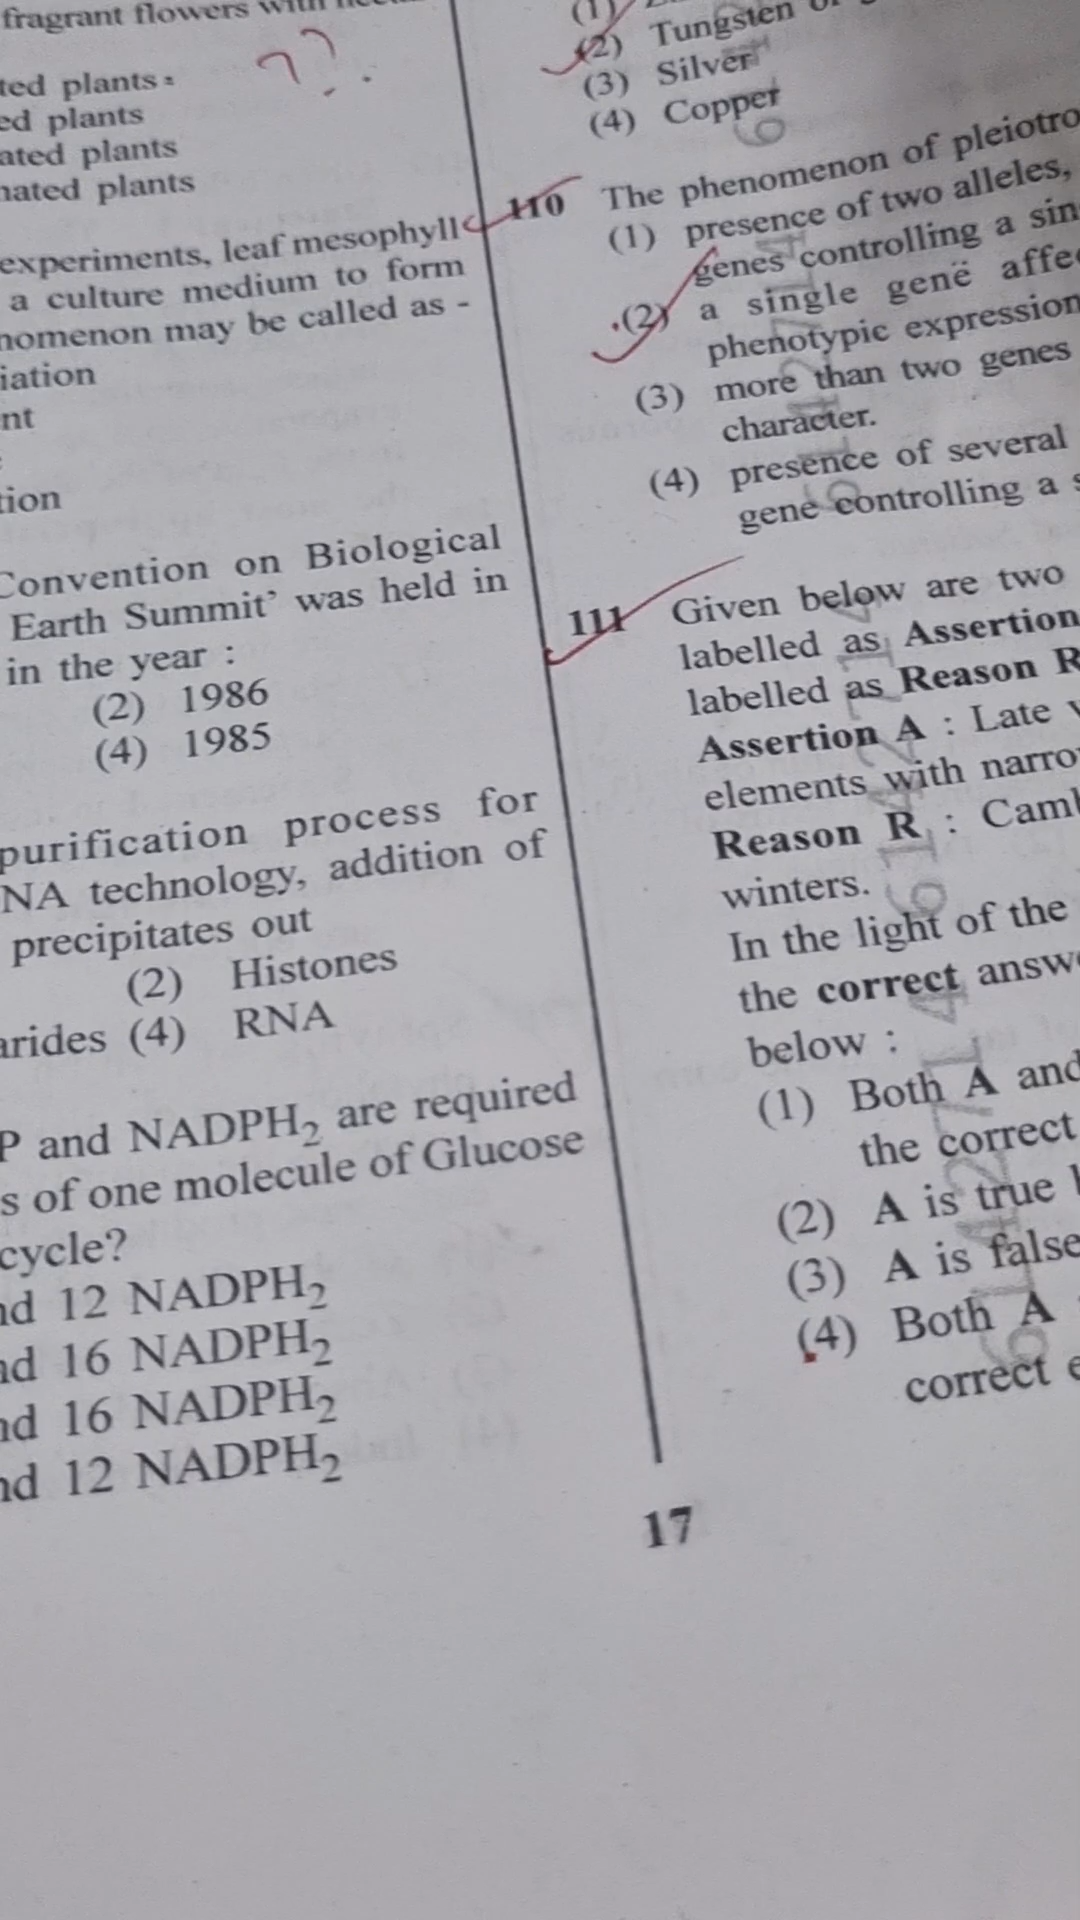 fragrant flowers with
ted plants :
ed plants
ated plants
nated plants
experiments, leaf mesophyll
a culture medium to form
nomenon may be called as -
iation
nt
tion
Convention on Biological
Earth Summit’ was held in
in the year :
(2) 1986
(4) 1985
purification process for
NA technology, addition of
precipitates out
(2) Histones
arides (4) RNA
P and NADPH₂ are required
s of one molecule of Glucose
cycle?
nd 12 NADPH₂
nd 16 NADPH₂
nd 16 NADPH₂
nd 12 NADPH₂
??.
(1)
(2) Tungsten or
(3) Silver
(4) Copper
110 The phenomenon of pleiotro
(1) presence of two alleles,
genes controlling a sin
(2) a single gene affe
phenotypic expression
(3) more than two genes
character.
(4) presence of several
gene controlling a s
111 Given below are two
labelled as Assertion
labelled as Reason R
Assertion A : Late
elements with narro
Reason R : Camb
winters.
In the light of the
the correct answ
below :
(1) Both A and
the correct
(2) A is true
(3) A is false
(4) Both A
correct e
17